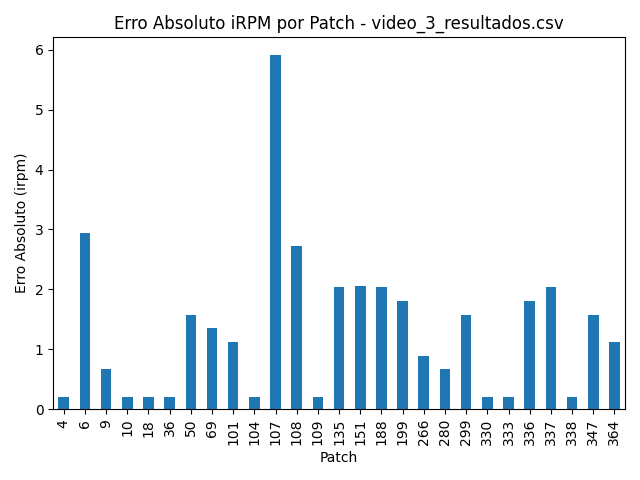 Erro Absoluto iRPM por Patch - video_3_resultados.csv
6
5
4
3
2
1
0
Erro Absoluto (irpm)
4 6 9 10 18 36 50 69 101 104 107 108 109 135 151 188 199 266 280 299 330 333 336 337 338 347 364
Patch